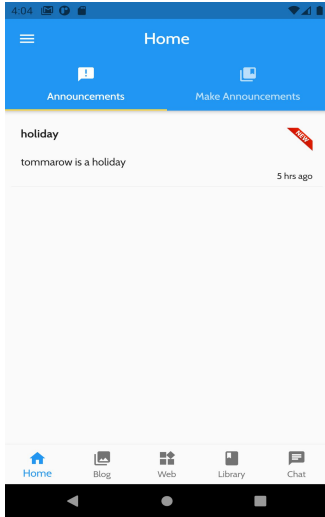 4:04
Home
Announcements
Make Announcements
holiday
NEW
tommarow is a holiday
5 hrs ago
Home
Blog
Web
Library
Chat